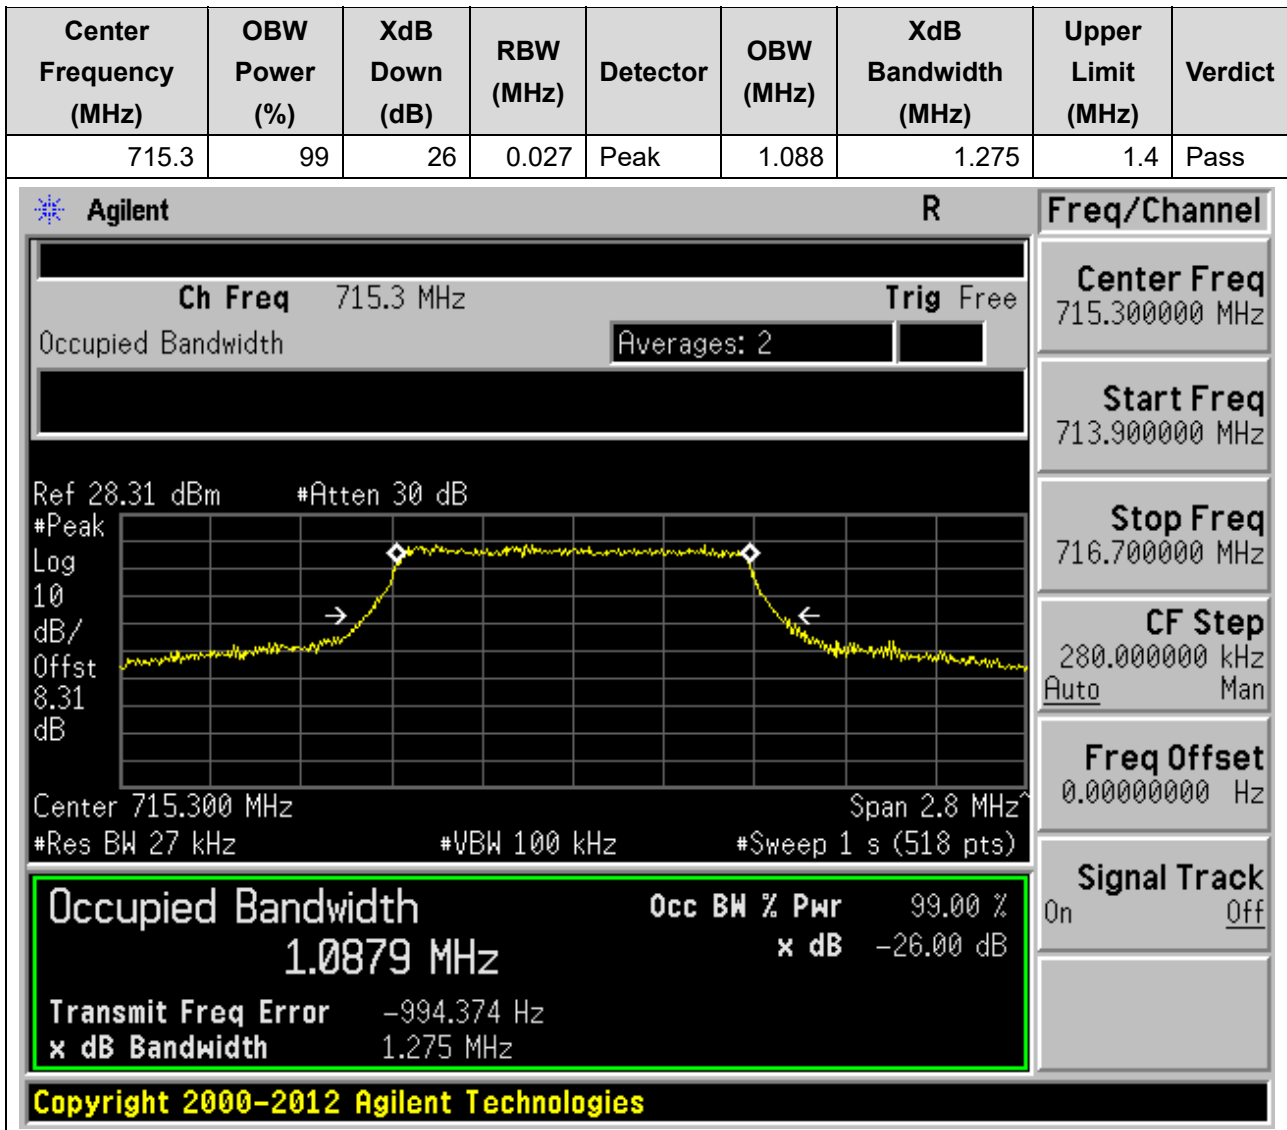 Center Frequency (MHz) OBW Power (%) XdB Down (dB) RBW (MHz) Detector OBW (MHz) XdB Bandwidth (MHz) Upper Limit (MHz) Verdict
715.3 99 26 0.027 Peak 1.088 1.275 1.4 Pass
Agilent R
Freq/Channel
Ch Freq 715.3 MHz Trig Free
Occupied Bandwidth Averages: 2
Ref 28.31 dBm #Atten 30 dB
#Peak
Log
10
dB/
Offst
8.31
dB
Center 715.300 MHz Span 2.8 MHz^
#Res BW 27 kHz #VBW 100 kHz #Sweep 1 s (518 pts)
Occupied Bandwidth Occ BW % Pwr 99.00 %
1.0879 MHz x dB -26.00 dB
Transmit Freq Error -994.374 Hz
x dB Bandwidth 1.275 MHz
Center Freq
715.300000 MHz
Start Freq
713.900000 MHz
Stop Freq
716.700000 MHz
CF Step
280.000000 kHz
Auto Man
Freq Offset
0.00000000 Hz
Signal Track
On Off
Copyright 2000-2012 Agilent Technologies